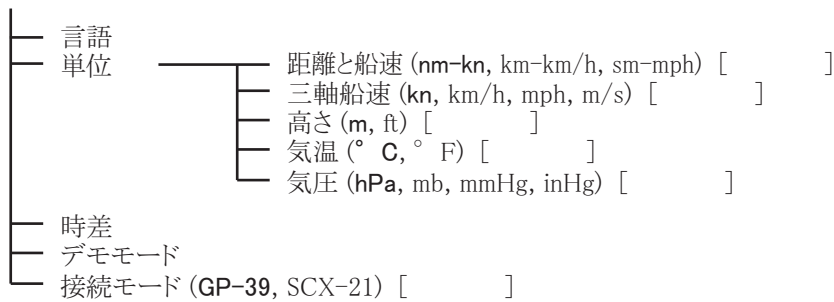 言語
単位
距離と船速 (nm-kn, km-km/h, sm-mph) [ ]
三軸船速 (kn, km/h, mph, m/s) [ ]
高さ (m, ft) [ ]
気温 (° C, ° F) [ ]
気圧 (hPa, mb, mmHg, inHg) [ ]
時差
デモモード
接続モード (GP-39, SCX-21) [ ]